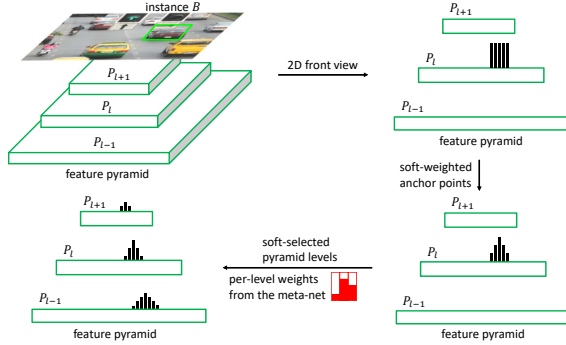 instance B
P_{l+1}
P_l
P_{l-1}
feature pyramid
2D front view
P_{l+1}
P_l
P_{l-1}
feature pyramid
soft-weighted
anchor points
P_{l+1}
P_l
P_{l-1}
feature pyramid
soft-selected
pyramid levels
per-level weights
from the meta-net
P_{l+1}
P_l
P_{l-1}
feature pyramid